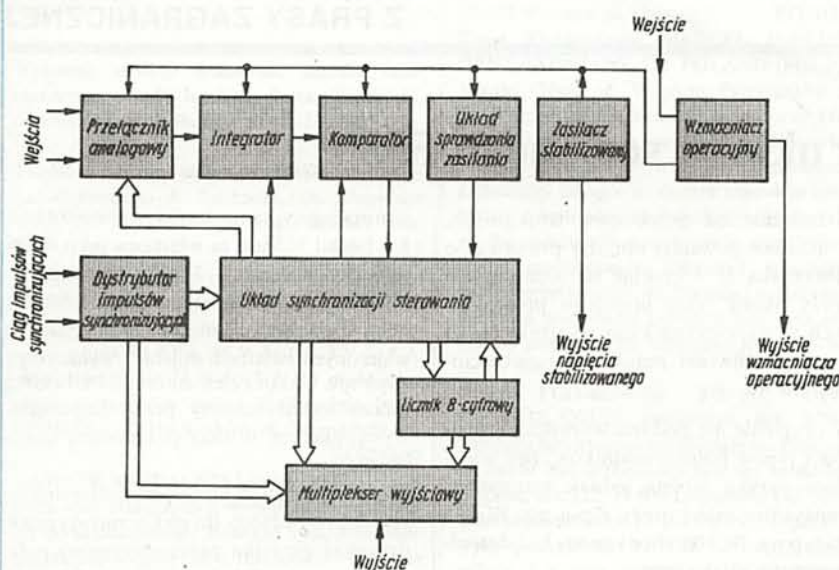 Z PRASY ZAGRANICZNEJ
Wejście
Wejścia
Przełącznik
analogowy
Integrator
Komparator
Układ
sprawdzania
zasilania
Zasilacz
stabilizowany
Wzmacniacz
operacyjny
Ciąg impulsów
synchronizujących
Dystrybutor
impulsów
synchronizujących
Układ synchronizacji sterowania
Wyjście
napięcia
stabilizowanego
Wyjście
wzmacniacza
operacyjnego
Licznik 8-cyfrowy
Multiplekser wyjściowy
Wyjście